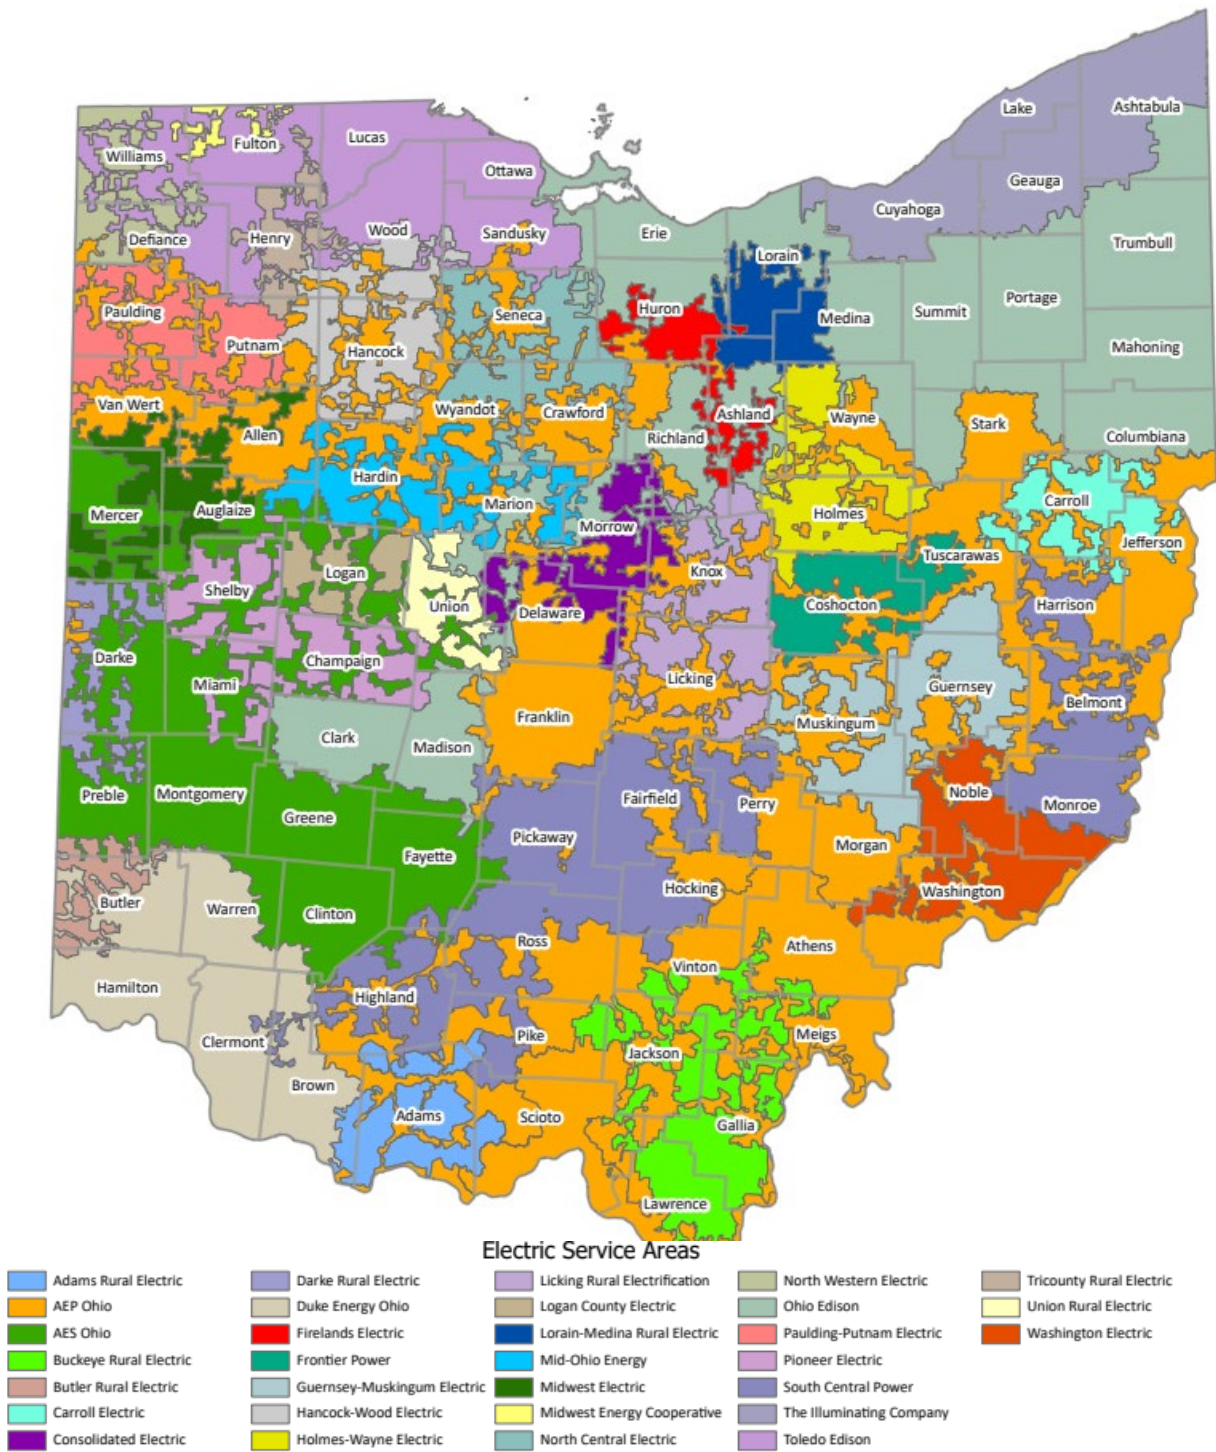 Lake
Ashtabula
Lucas
Fulton
Williams
Ottawa
Geauga
Cuyahoga
Wood
Sandusky
Erie
Henry
Defiance
Trumbull
Lorain
Portage
Huron
Summit
Medina
Paulding
Seneca
Putnam
Hancock
Mahoning
Van Wert
Wyandot
Crawford
Ashland
Wayne
Stark
Allen
Richland
Columbiana
Hardin
Marion
Carroll
Auglaize
Mercer
Holmes
Morrow
Jefferson
Tuscarawas
Logan
Knox
Shelby
Union
Delaware
Coshocton
Harrison
Darke
Champaign
Miami
Licking
Guernsey
Belmont
Franklin
Muskingum
Clark
Madison
Preble
Montgomery
Fairfield
Perry
Noble
Monroe
Greene
Pickaway
Morgan
Fayette
Hocking
Washington
Butler
Warren
Clinton
Ross
Athens
Vinton
Hamilton
Highland
Clermont
Pike
Meigs
Jackson
Brown
Adams
Scioto
Gallia
Lawrence
Electric Service Areas
Adams Rural Electric
AEP Ohio
AES Ohio
Buckeye Rural Electric
Butler Rural Electric
Carroll Electric
Consolidated Electric
Darke Rural Electric
Duke Energy Ohio
Firelands Electric
Frontier Power
Guernsey-Muskingum Electric
Hancock-Wood Electric
Holmes-Wayne Electric
Licking Rural Electrification
Logan County Electric
Lorain-Medina Rural Electric
Mid-Ohio Energy
Midwest Electric
Midwest Energy Cooperative
North Central Electric
North Western Electric
Ohio Edison
Paulding-Putnam Electric
Pioneer Electric
South Central Power
The Illuminating Company
Toledo Edison
Tricounty Rural Electric
Union Rural Electric
Washington Electric